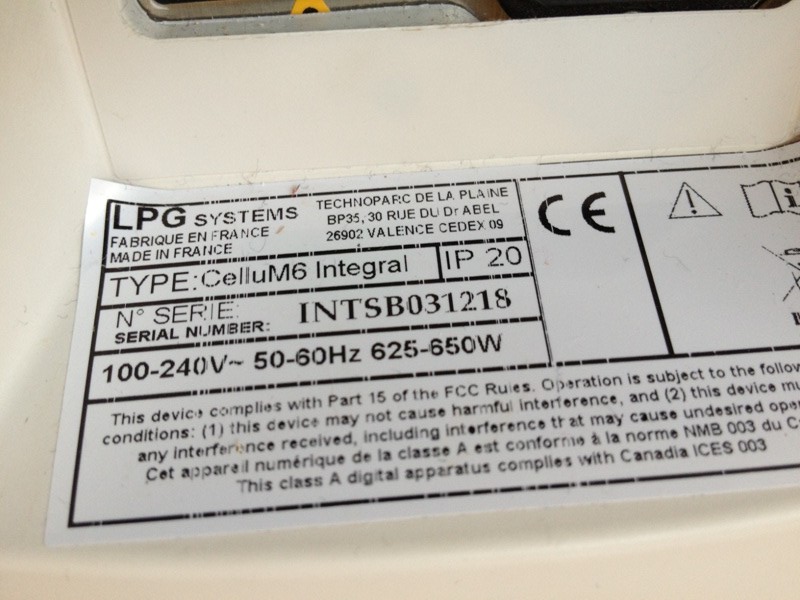 LPG SYSTEMS
FABRIQUE EN FRANCE
MADE IN FRANCE
TECHNOPARC DE LA PLAINE
BP35, 30 RUE DU Dr ABEL
26902 VALENCE CEDEX 09
CE
TYPE: CelluM6 Integral
IP 20
N° SERIE:
SERIAL NUMBER:
INTSB031218
100-240V~ 50-60Hz 625-650W
This device complies with Part 15 of the FCC Rules. Operation is subject to the follow
conditions: (1) this device may not cause harmful interference, and (2) this device mu
any interference received, including interference that may cause undesired ope
Cet appareil numérique de la classe A est conforme à la norme NMB 003 du C
This class A digital apparatus complies with Canadia ICES 003